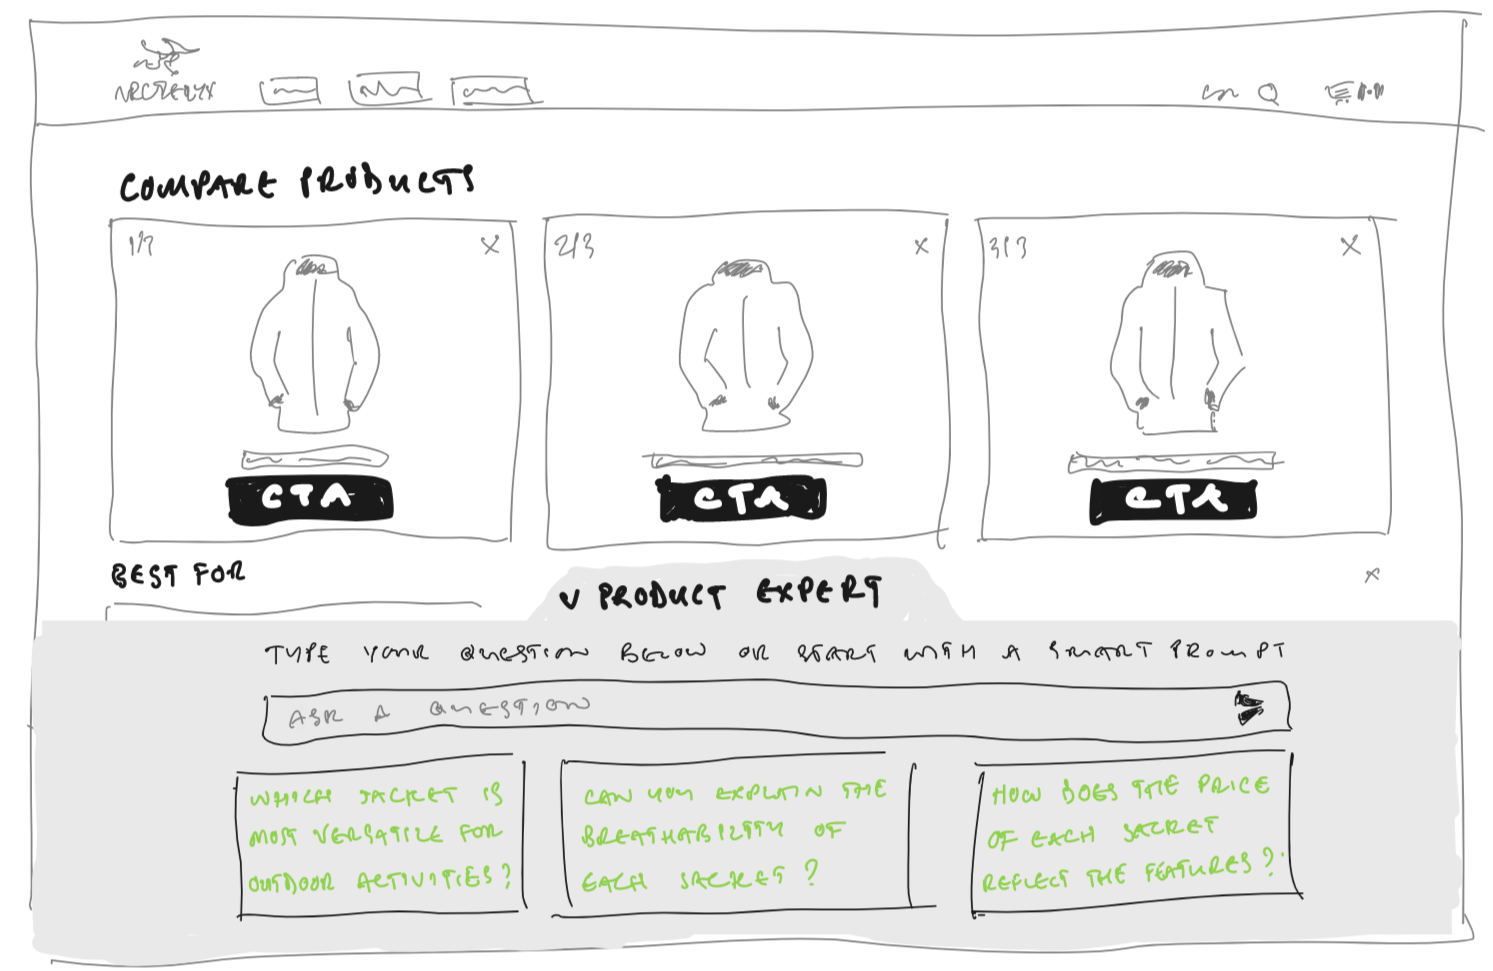 ARCTERYX
COMPARE PRODUCTS
1/3 X
2/3 X
3/3 X
CTA
CTA
CTA
BEST FOR
V PRODUCT EXPERT
X
TYPE YOUR QUESTION BELOW OR START WITH A SMART PROMPT
ASK A QUESTION
WHICH JACKET IS
MOST VERSATILE FOR
OUTDOOR ACTIVITIES?
CAN YOU EXPLAIN THE
BREATHABILITY OF
EACH JACKET?
HOW DOES THE PRICE
OF EACH JACKET
REFLECT THE FEATURES?